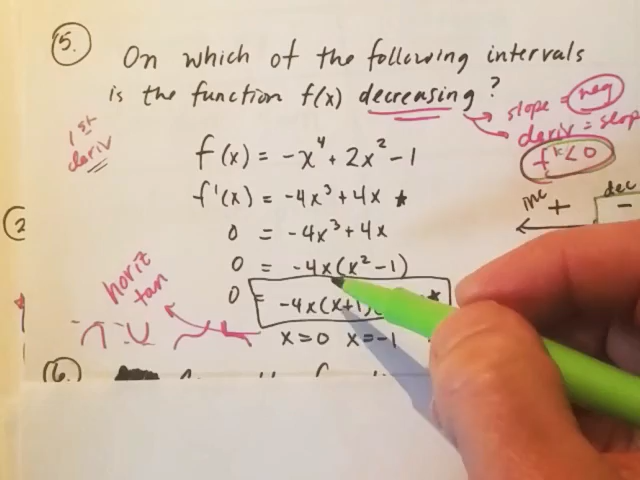 5. On which of the following intervals
is the function f(x) decreasing?
slope = neg
deriv = slop
f' < 0
1st
deriv
f(x) = -x⁴ + 2x² - 1
f'(x) = -4x³ + 4x *
inc + dec -
0 = -4x³ + 4x
0 = -4x(x² - 1)
horiz
tan
0 = -4x(x+1)
x=0 x=-1
6.